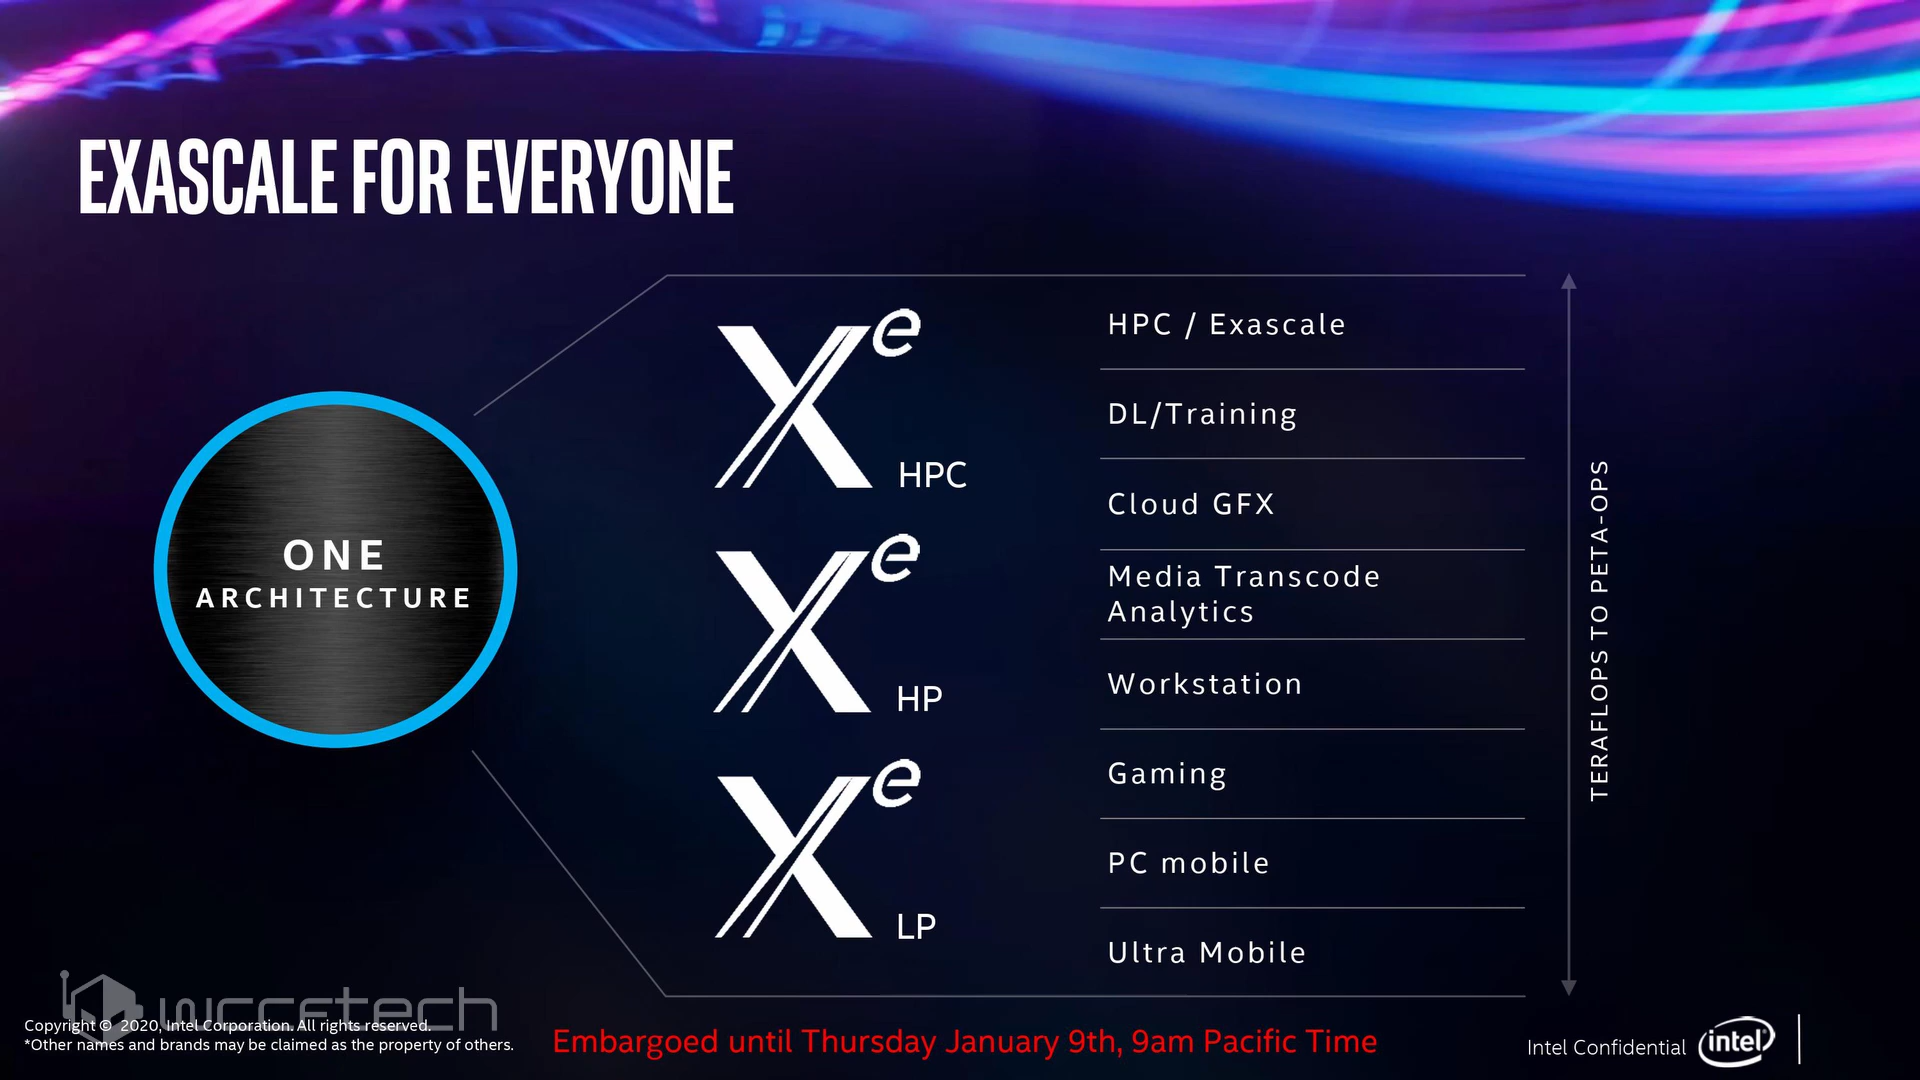 EXASCALE FOR EVERYONE
ONE
ARCHITECTURE
Xe
HPC
Xe
HP
Xe
LP
HPC / Exascale
DL/Training
Cloud GFX
Media Transcode
Analytics
Workstation
Gaming
PC mobile
Ultra Mobile
TERAFLOPS TO PETA-OPS
wccftech
Copyright © 2020, Intel Corporation. All rights reserved.
*Other names and brands may be claimed as the property of others.
Embargoed until Thursday January 9th, 9am Pacific Time
Intel Confidential
intel